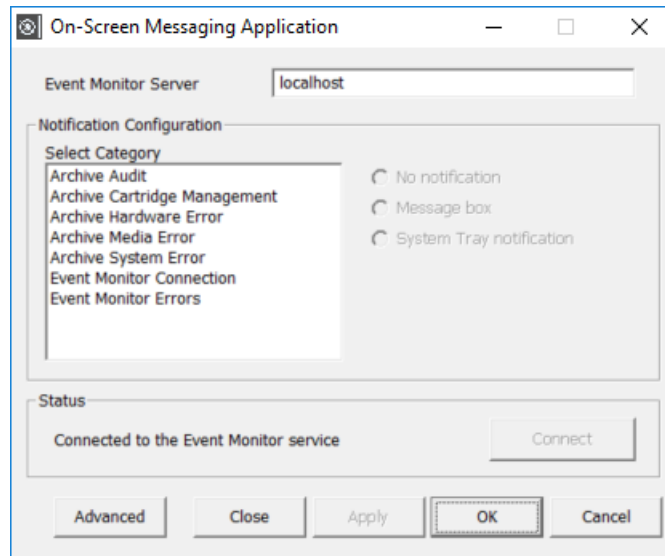 On-Screen Messaging Application
Event Monitor Server localhost
Notification Configuration
Select Category
Archive Audit
Archive Cartridge Management
Archive Hardware Error
Archive Media Error
Archive System Error
Event Monitor Connection
Event Monitor Errors
No notification
Message box
System Tray notification
Status
Connected to the Event Monitor service Connect
Advanced Close Apply OK Cancel